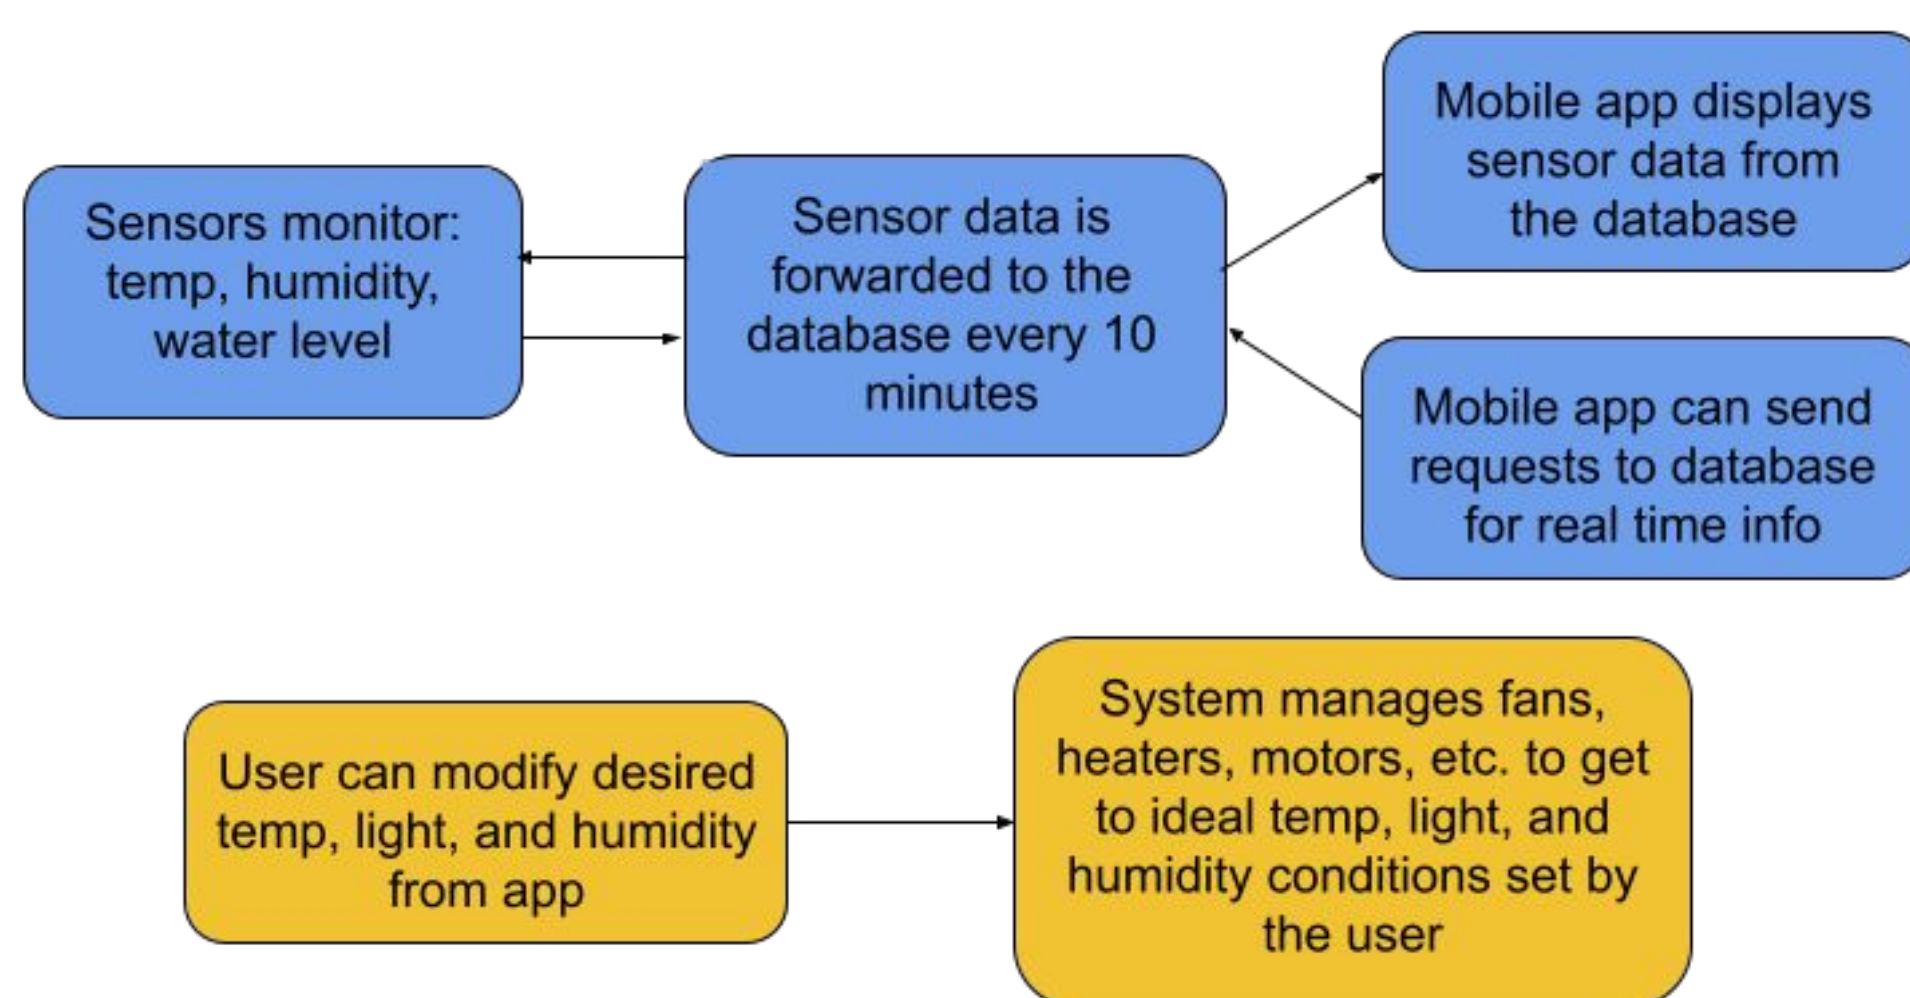 Sensors monitor:
temp, humidity,
water level
Sensor data is
forwarded to the
database every 10
minutes
Mobile app displays
sensor data from
the database
Mobile app can send
requests to database
for real time info
User can modify desired
temp, light, and humidity
from app
System manages fans,
heaters, motors, etc. to get
to ideal temp, light, and
humidity conditions set by
the user